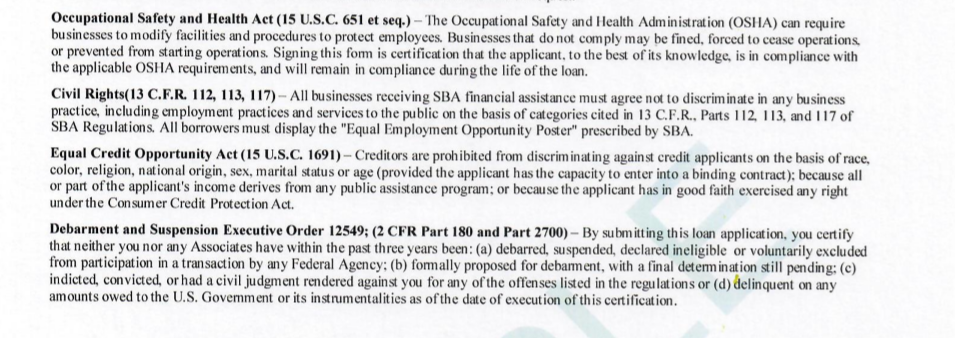 Occupational Safety and Health Act (15 U.S.C. 651 et seq.) – The Occupational Safety and Health Administration (OSHA) can require
businesses to modify facilities and procedures to protect employees. Businesses that do not comply may be fined, forced to cease operations,
or prevented from starting operations. Signing this form is certification that the applicant, to the best of its knowledge, is in compliance with
the applicable OSHA requirements, and will remain in compliance during the life of the loan.
Civil Rights(13 C.F.R. 112, 113, 117) – All businesses receiving SBA financial assistance must agree not to discriminate in any business
practice, including employment practices and services to the public on the basis of categories cited in 13 C.F.R., Parts 112, 113, and 117 of
SBA Regulations. All borrowers must display the "Equal Employment Opportunity Poster" prescribed by SBA.
Equal Credit Opportunity Act (15 U.S.C. 1691) – Creditors are prohibited from discriminating against credit applicants on the basis of race,
color, religion, national origin, sex, marital status or age (provided the applicant has the capacity to enter into a binding contract); because all
or part of the applicant's income derives from any public assistance program; or because the applicant has in good faith exercised any right
under the Consumer Credit Protection Act.
Debarment and Suspension Executive Order 12549; (2 CFR Part 180 and Part 2700) – By submitting this loan application, you certify
that neither you nor any Associates have within the past three years been: (a) debarred, suspended, declared ineligible or voluntarily excluded
from participation in a transaction by any Federal Agency; (b) formally proposed for debarment, with a final determination still pending; (c)
indicted, convicted, or had a civil judgment rendered against you for any of the offenses listed in the regulations or (d) delinquent on any
amounts owed to the U.S. Government or its instrumentalities as of the date of execution of this certification.